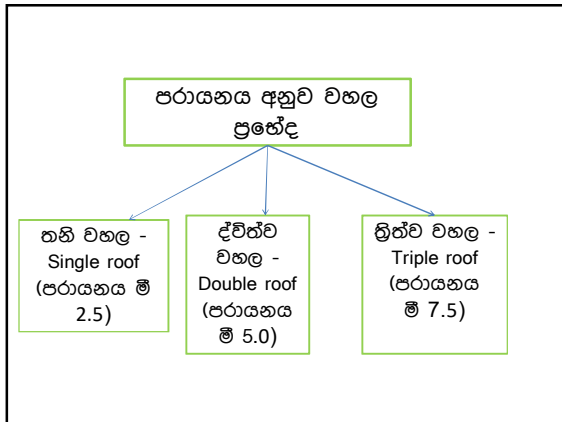 පරායනය අනුව වහල
ප්‍රභේද
තනි වහල -
Single roof
(පරායනය මී
2.5)
ද්විත්ව
වහල -
Double roof
(පරායනය
මී 5.0)
ත්‍රිත්ව වහල -
Triple roof
(පරායනය
මී 7.5)